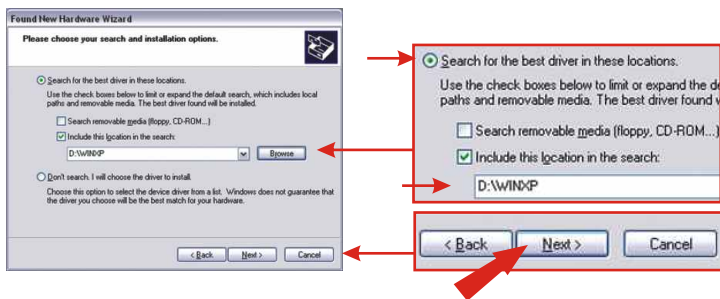 Found New Hardware Wizard
Please choose your search and installation options.
Search for the best driver in these locations.
Use the check boxes below to limit or expand the default search, which includes local
paths and removable media. The best driver found will be installed.
Search removable media (floppy, CD-ROM...)
Include this location in the search:
D:\WINXP
Browse
Don't search. I will choose the driver to install.
Choose this option to select the device driver from a list. Windows does not guarantee that
the driver you choose will be the best match for your hardware.
< Back
Next >
Cancel
Search for the best driver in these locations.
Use the check boxes below to limit or expand the de
paths and removable media. The best driver found w
Search removable media (floppy, CD-ROM...)
Include this location in the search:
D:\WINXP
< Back
Next >
Cancel